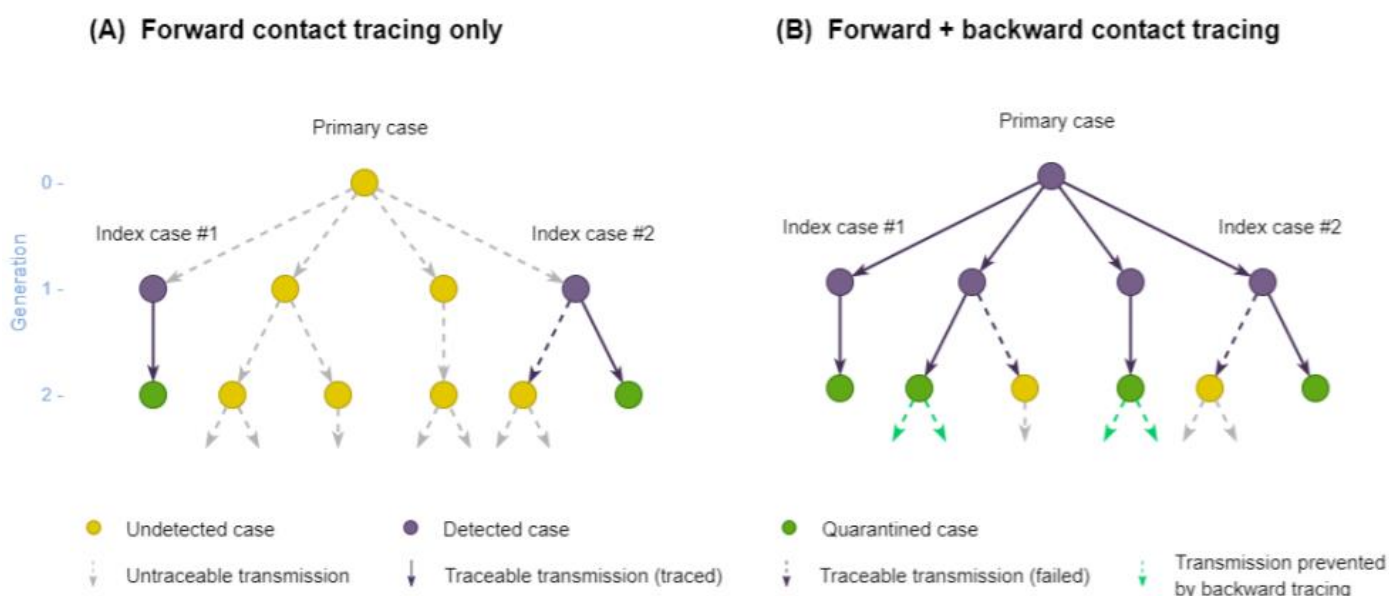 (A) Forward contact tracing only
(B) Forward + backward contact tracing
Primary case
Primary case
0 -
Index case #1
Index case #2
Index case #1
Index case #2
Generation
1 -
2 -
Undetected case
Detected case
Quarantined case
Untraceable transmission
Traceable transmission (traced)
Traceable transmission (failed)
Transmission prevented
by backward tracing